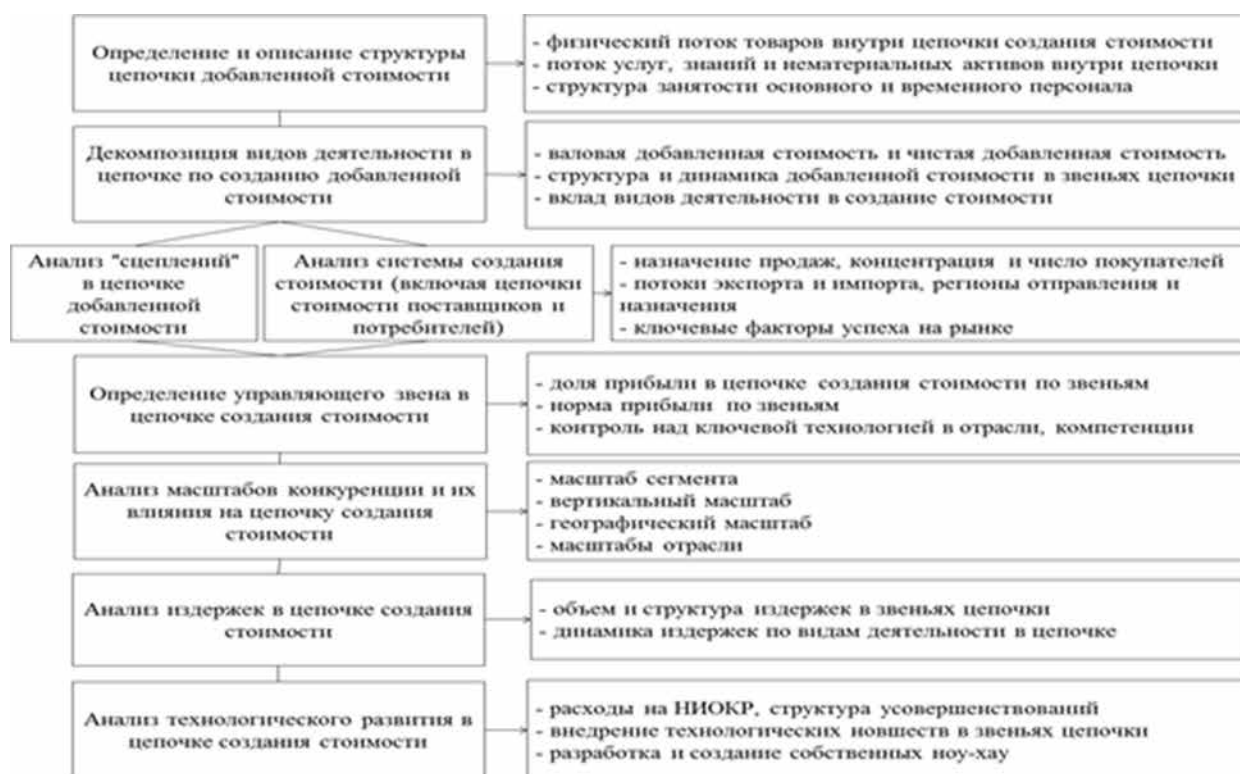 Определение и описание структуры
цепочки добавленной стоимости
- физический поток товаров внутри цепочки создания стоимости
- поток услуг, знаний и нематериальных активов внутри цепочки
- структура занятости основного и временного персонала
Декомпозиция видов деятельности в
цепочке по созданию добавленной
стоимости
- валовая добавленная стоимость и чистая добавленная стоимость
- структура и динамика добавленной стоимости в звеньях цепочки
- вклад видов деятельности в создание стоимости
Анализ "сцеплений"
в цепочке
добавленной
стоимости
Анализ системы создания
стоимости (включая цепочки
стоимости поставщиков и
потребителей)
- назначение продаж, концентрация и число покупателей
- потоки экспорта и импорта, регионы отправления и
назначения
- ключевые факторы успеха на рынке
Определение управляющего звена в
цепочке создания стоимости
- доля прибыли в цепочке создания стоимости по звеньям
- норма прибыли по звеньям
- контроль над ключевой технологией в отрасли, компетенции
Анализ масштабов конкуренции и их
влияния на цепочку создания
стоимости
- масштаб сегмента
- вертикальный масштаб
- географический масштаб
- масштабы отрасли
Анализ издержек в цепочке создания
стоимости
- объем и структура издержек в звеньях цепочки
- динамика издержек по видам деятельности в цепочке
Анализ технологического развития в
цепочке создания стоимости
- расходы на НИОКР, структура усовершенствований
- внедрение технологических новшеств в звеньях цепочки
- разработка и создание собственных ноу-хау